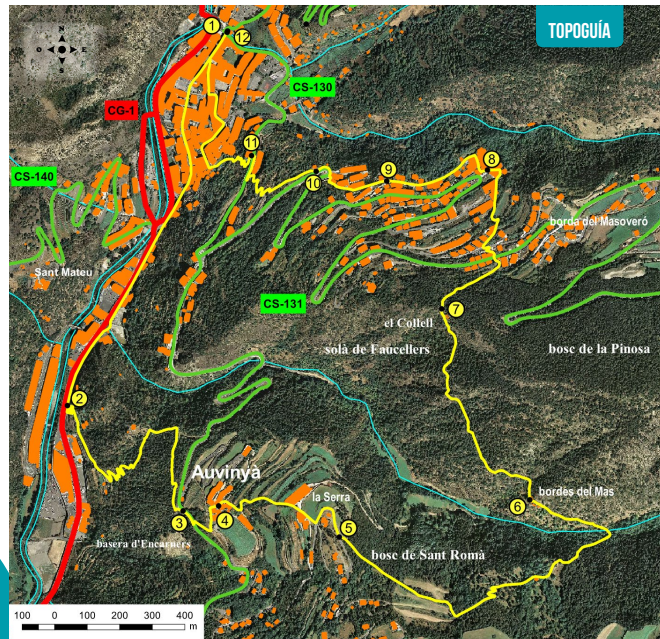 TOPOGUÍA
N
O E
S
1
12
CS-130
CG-1
11
CS-140
10
9
8
borda del Masoveró
Sant Mateu
CS-131
7
el Collell
solà de Faucellers
bosc de la Pinosa
2
Auvinyà
la Serra
bordes del Mas
6
3
4
5
basera d'Encarners
bosc de Sant Romà
100 0 100 200 300 400
m